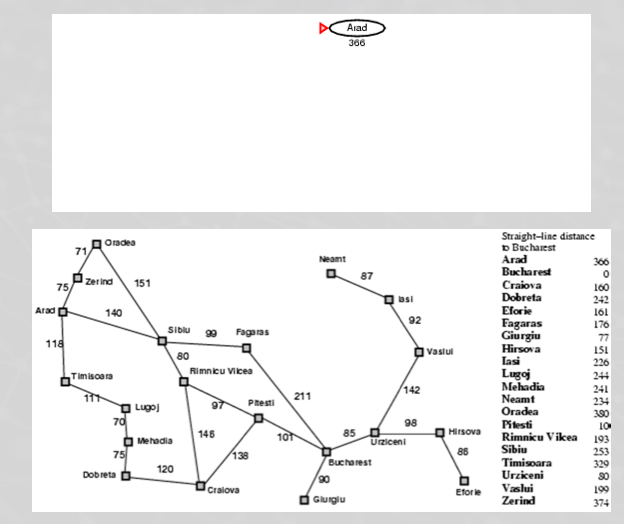 Arad
366
Oradea
71
Zerind
75
151
Arad
140
Sibiu
99
Fagaras
118
80
Rimnicu Vilcea
Timisoara
111
Lugoj
70
Mehadia
75
Dobreta
120
Craiova
146
97
Pitesti
138
101
211
Bucharest
90
Giurgiu
85
Urziceni
Neamt
87
Iasi
92
Vaslui
142
98
Hirsova
86
Eforie
Straight–line distance
to Bucharest
Arad 366
Bucharest 0
Craiova 160
Dobreta 242
Eforie 161
Fagaras 176
Giurgiu 77
Hirsova 151
Iasi 226
Lugoj 244
Mehadia 241
Neamt 234
Oradea 380
Pitesti 10
Rimnicu Vilcea 193
Sibiu 253
Timisoara 329
Urziceni 80
Vaslui 199
Zerind 374